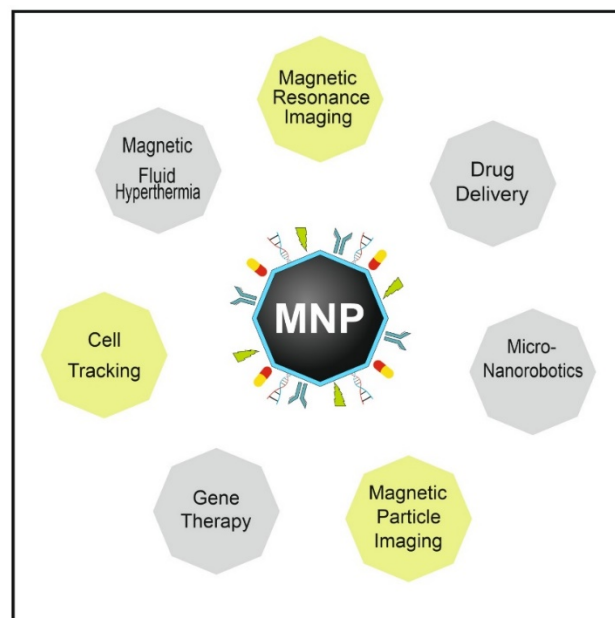 Magnetic
Resonance
Imaging
Magnetic
Fluid
Hyperthermia
Drug
Delivery
MNP
Cell
Tracking
Micro-
Nanorobotics
Gene
Therapy
Magnetic
Particle
Imaging